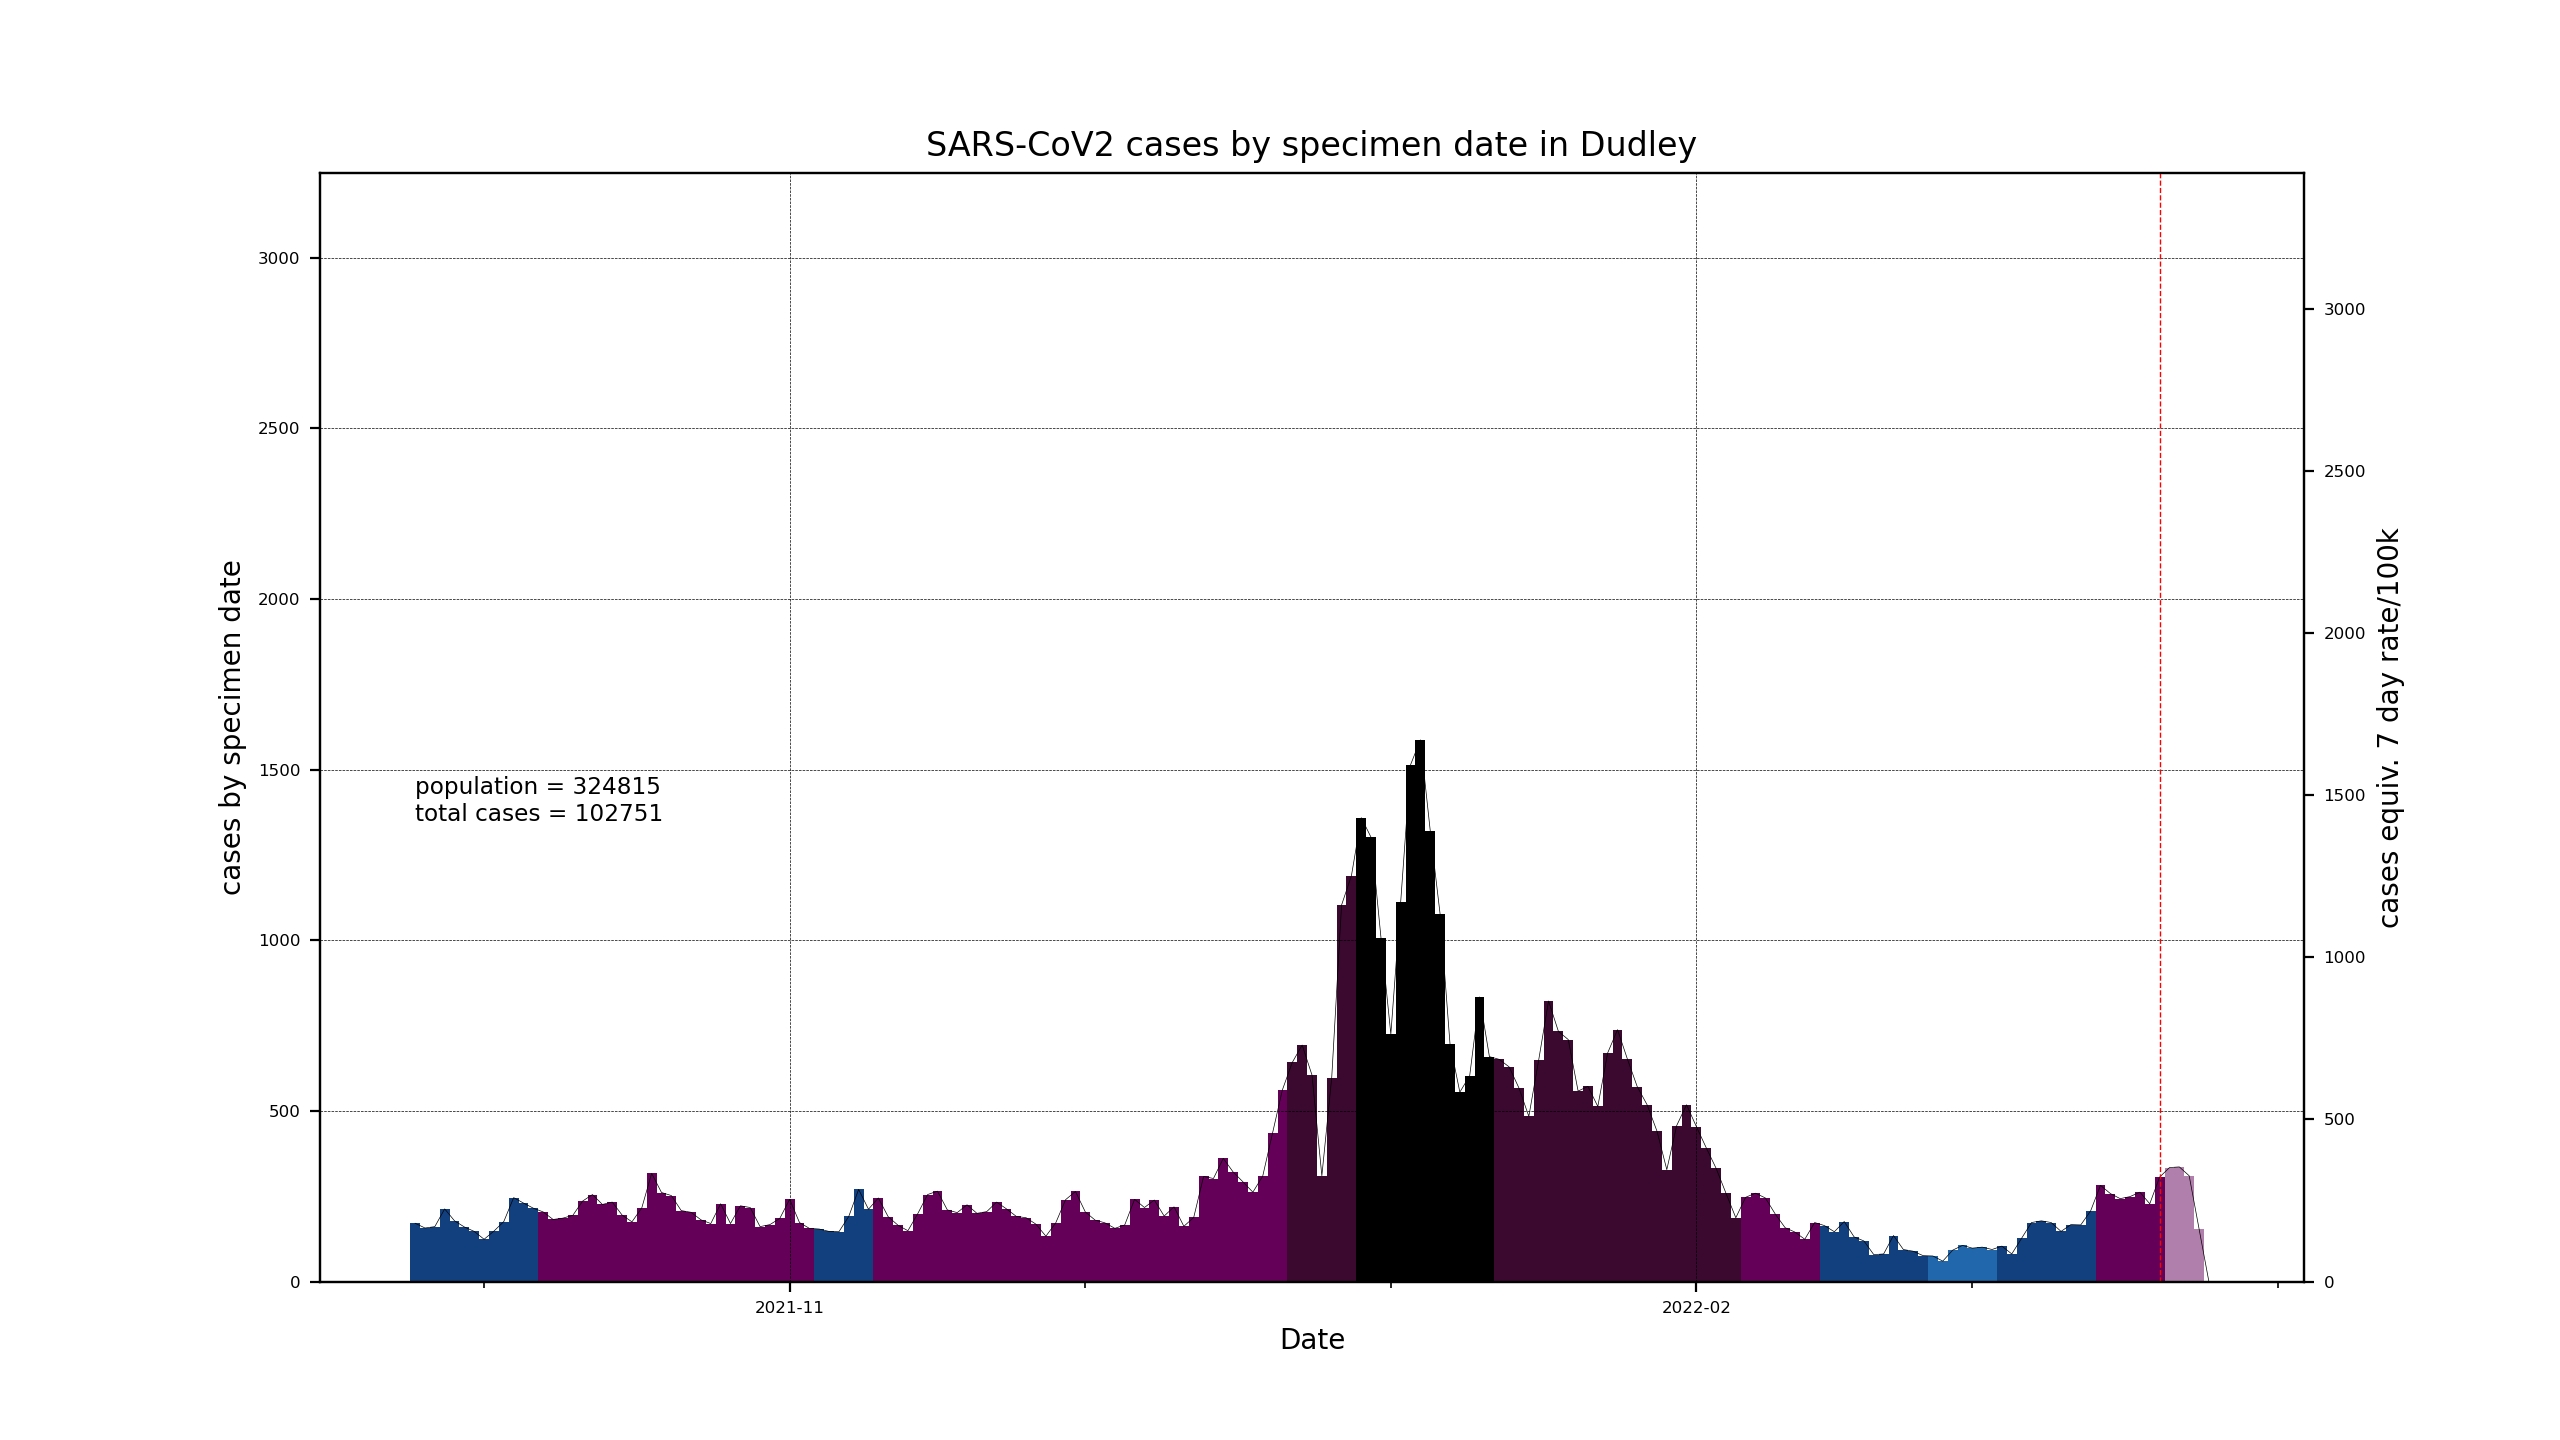 SARS-CoV2 cases by specimen date in Dudley
cases by specimen date
3000
2500
2000
1500
1000
500
0
population = 324815
total cases = 102751
3000
2500
2000
1500
1000
500
0
cases equiv. 7 day rate/100k
2021-11
2022-02
Date